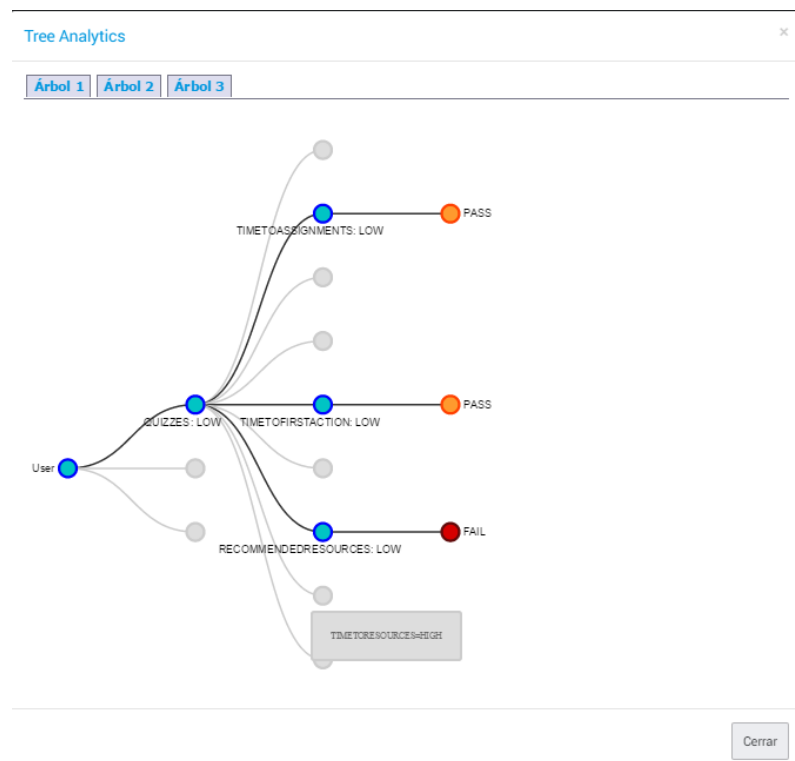 Tree Analytics
×
Árbol 1 Árbol 2 Árbol 3
PASS
TIMETOASSIGNMENTS: LOW
PASS
QUIZZES: LOW TIMETOFIRSTACTION: LOW
User
FAIL
RECOMMENDEDRESOURCES: LOW
TIMETORESOURCES=HIGH
Cerrar